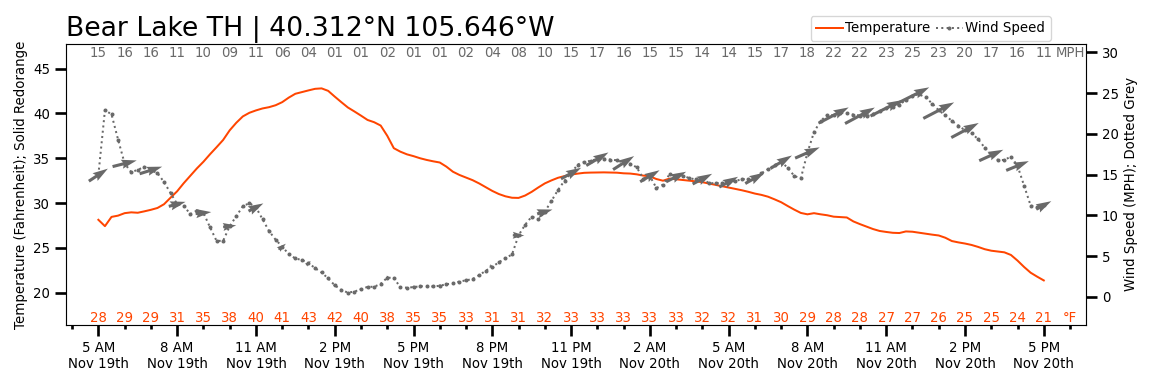 Bear Lake TH | 40.312°N 105.646°W
Temperature Wind Speed
15 16 16 11 10 09 11 06 04 01 01 02 01 01 02 04 08 10 15 17 16 15 15 14 14 15 17 18 22 22 23 25 23 20 17 16 11 MPH
Temperature (Fahrenheit); Solid Redorange
45
40
35
30
25
20
30
25
20
15
10
5
0
Wind Speed (MPH); Dotted Grey
28 29 29 31 35 38 40 41 43 42 40 38 35 35 33 31 31 32 33 33 33 33 33 32 32 31 30 29 28 28 27 27 26 25 25 24 21 °F
5 AM 8 AM 11 AM 2 PM 5 PM 8 PM 11 PM 2 AM 5 AM 8 AM 11 AM 2 PM 5 PM
Nov 19th Nov 19th Nov 19th Nov 19th Nov 19th Nov 19th Nov 19th Nov 20th Nov 20th Nov 20th Nov 20th Nov 20th Nov 20th